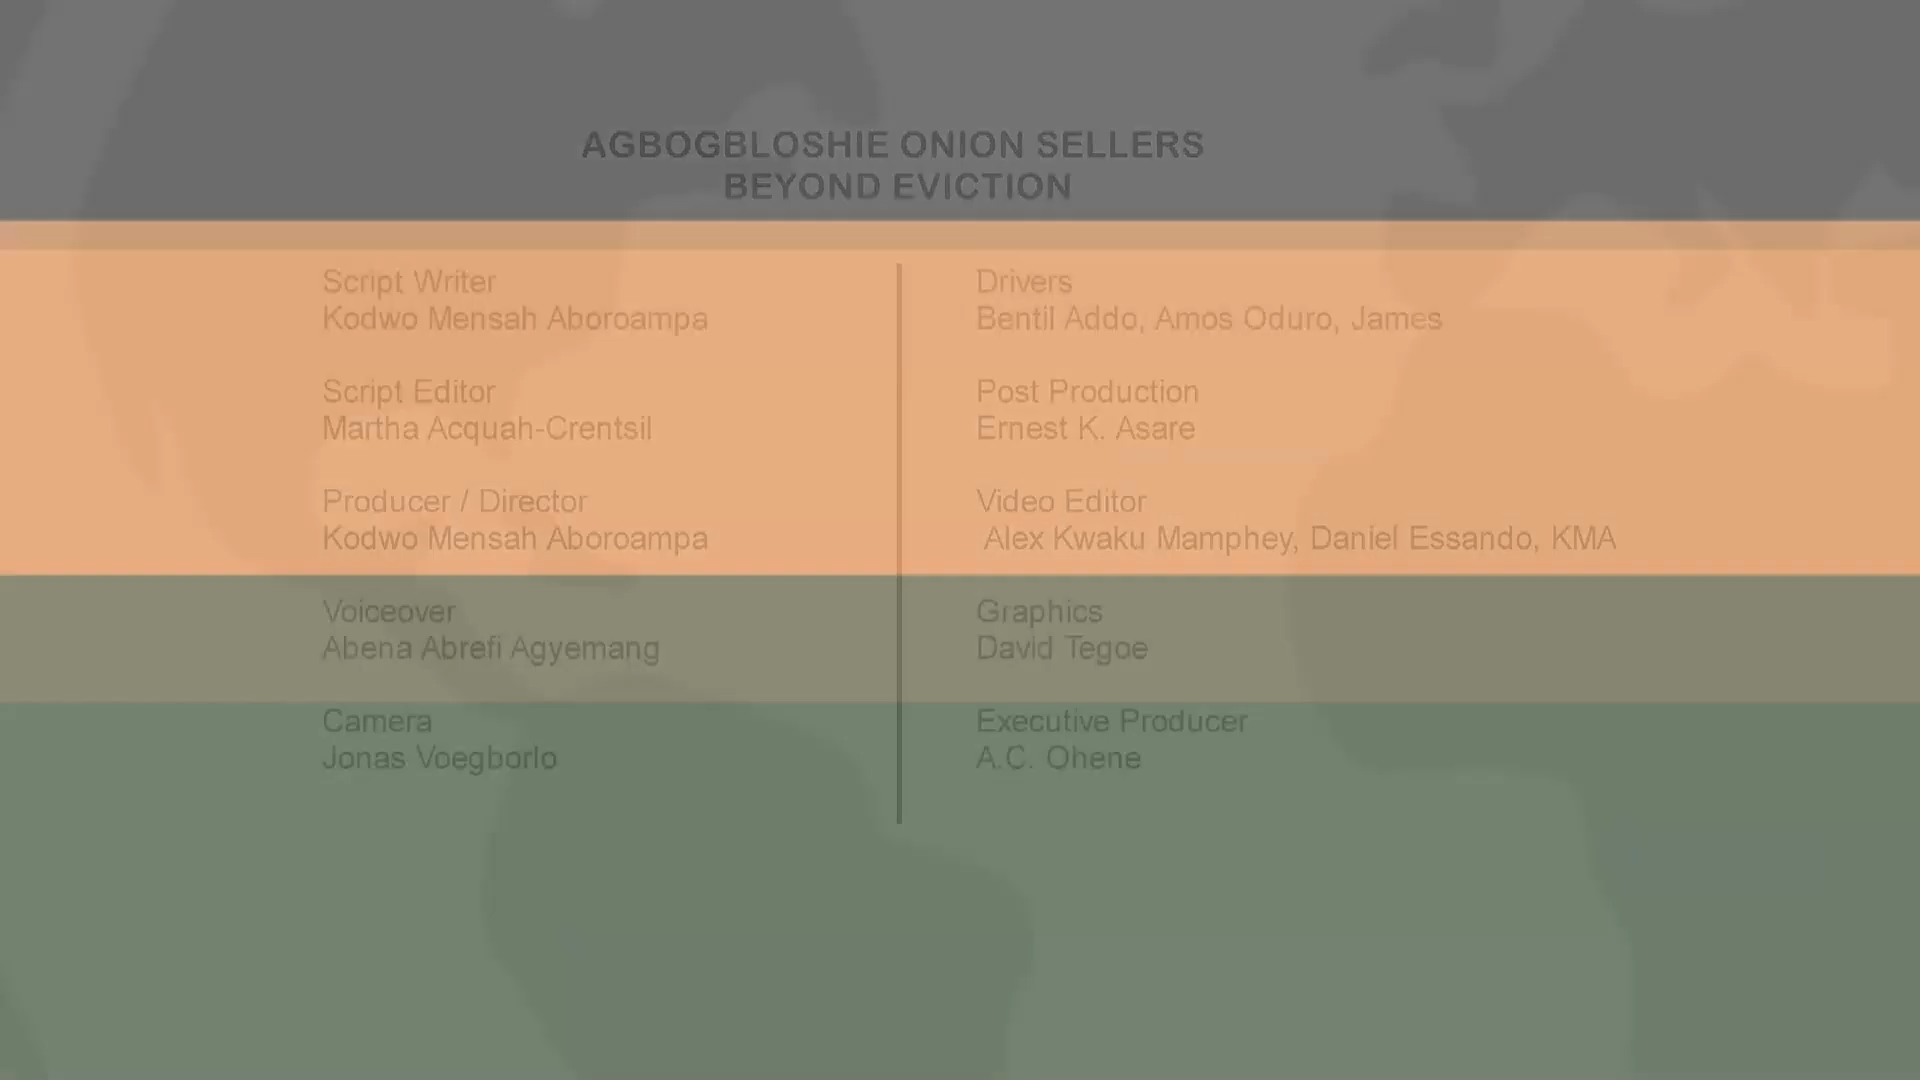 AGBOGBLOSHIE ONION SELLERS
BEYOND EVICTION
Script Writer
Kodwo Mensah Aboroampa
Script Editor
Martha Acquah-Crentsil
Producer / Director
Kodwo Mensah Aboroampa
Voiceover
Abena Abrefi Agyemang
Camera
Jonas Voegborlo
Drivers
Bentil Addo, Amos Oduro, James
Post Production
Ernest K. Asare
Video Editor
Alex Kwaku Mamphey, Daniel Essando, KMA
Graphics
David Tegoe
Executive Producer
A.C. Ohene